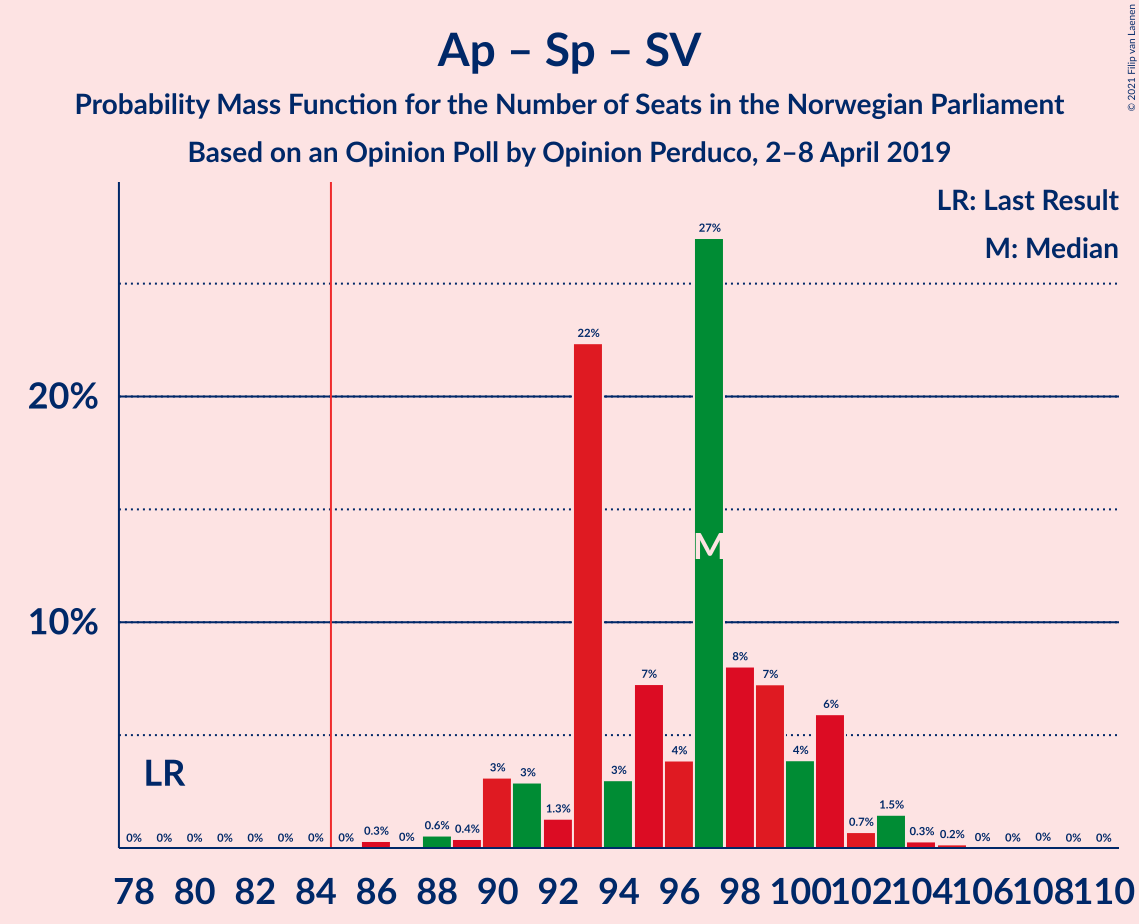 Ap – Sp – SV
Probability Mass Function for the Number of Seats in the Norwegian Parliament
Based on an Opinion Poll by Opinion Perduco, 2–8 April 2019
© 2021 Filip van Laenen
LR: Last Result
M: Median
20%
10%
LR
M
0% 0% 0% 0% 0% 0% 0% 0% 0.3% 0% 0.6% 0.4% 3% 3% 1.3% 22% 3% 7% 4% 27% 8% 7% 4% 6% 0.7% 1.5% 0.3% 0.2% 0% 0% 0% 0% 0%
78 80 82 84 86 88 90 92 94 96 98 100 102 104 106 108 110